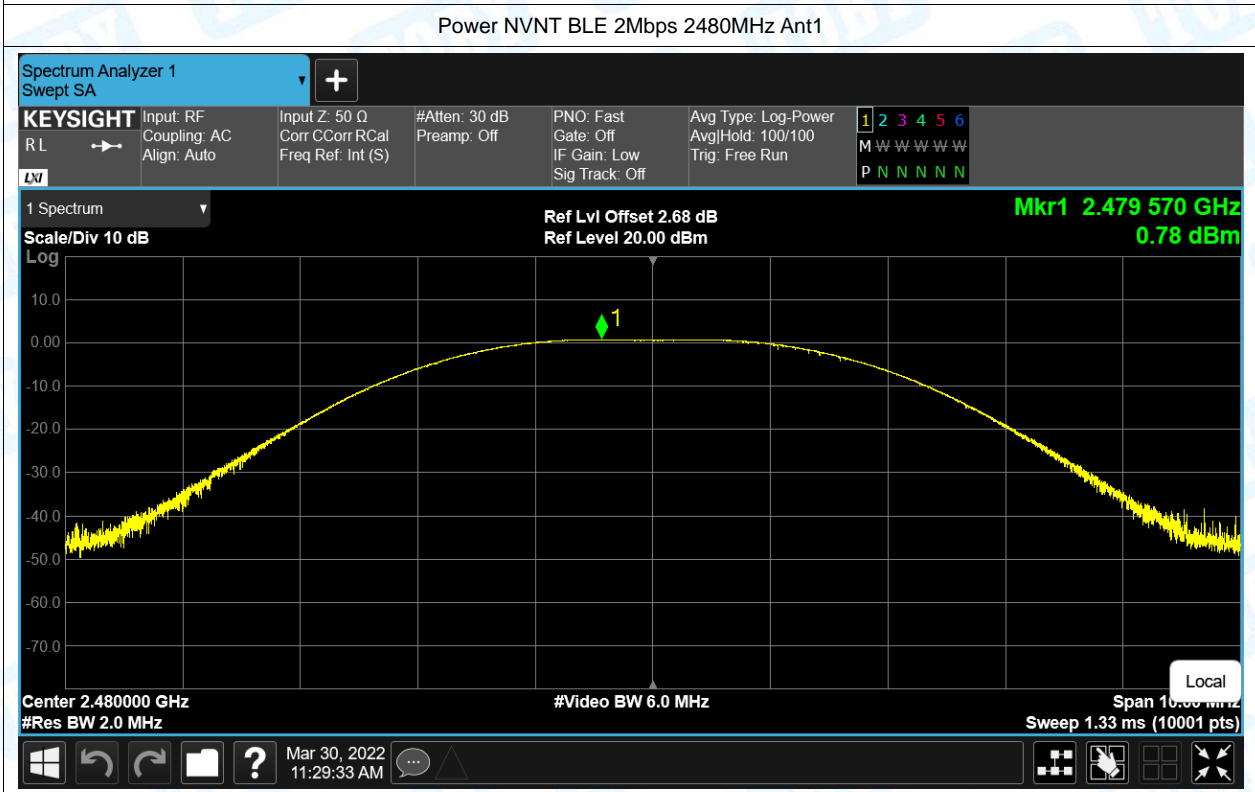 Power NVNT BLE 2Mbps 2480MHz Ant1
Spectrum Analyzer 1
Swept SA
KEYSIGHT
R L
LXI
Input: RF
Coupling: AC
Align: Auto
Input Z: 50 Ω
Corr CCorr RCal
Freq Ref: Int (S)
#Atten: 30 dB
Preamp: Off
PNO: Fast
Gate: Off
IF Gain: Low
Sig Track: Off
Avg Type: Log-Power
Avg|Hold: 100/100
Trig: Free Run
1 2 3 4 5 6
M W W W W W
P N N N N N
1 Spectrum
Scale/Div 10 dB
Log
Ref Lvl Offset 2.68 dB
Ref Level 20.00 dBm
Mkr1 2.479 570 GHz
0.78 dBm
1
10.0
0.00
-10.0
-20.0
-30.0
-40.0
-50.0
-60.0
-70.0
Local
Center 2.480000 GHz
#Video BW 6.0 MHz
Span 10.00 MHz
#Res BW 2.0 MHz
Sweep 1.33 ms (10001 pts)
?
Mar 30, 2022
11:29:33 AM